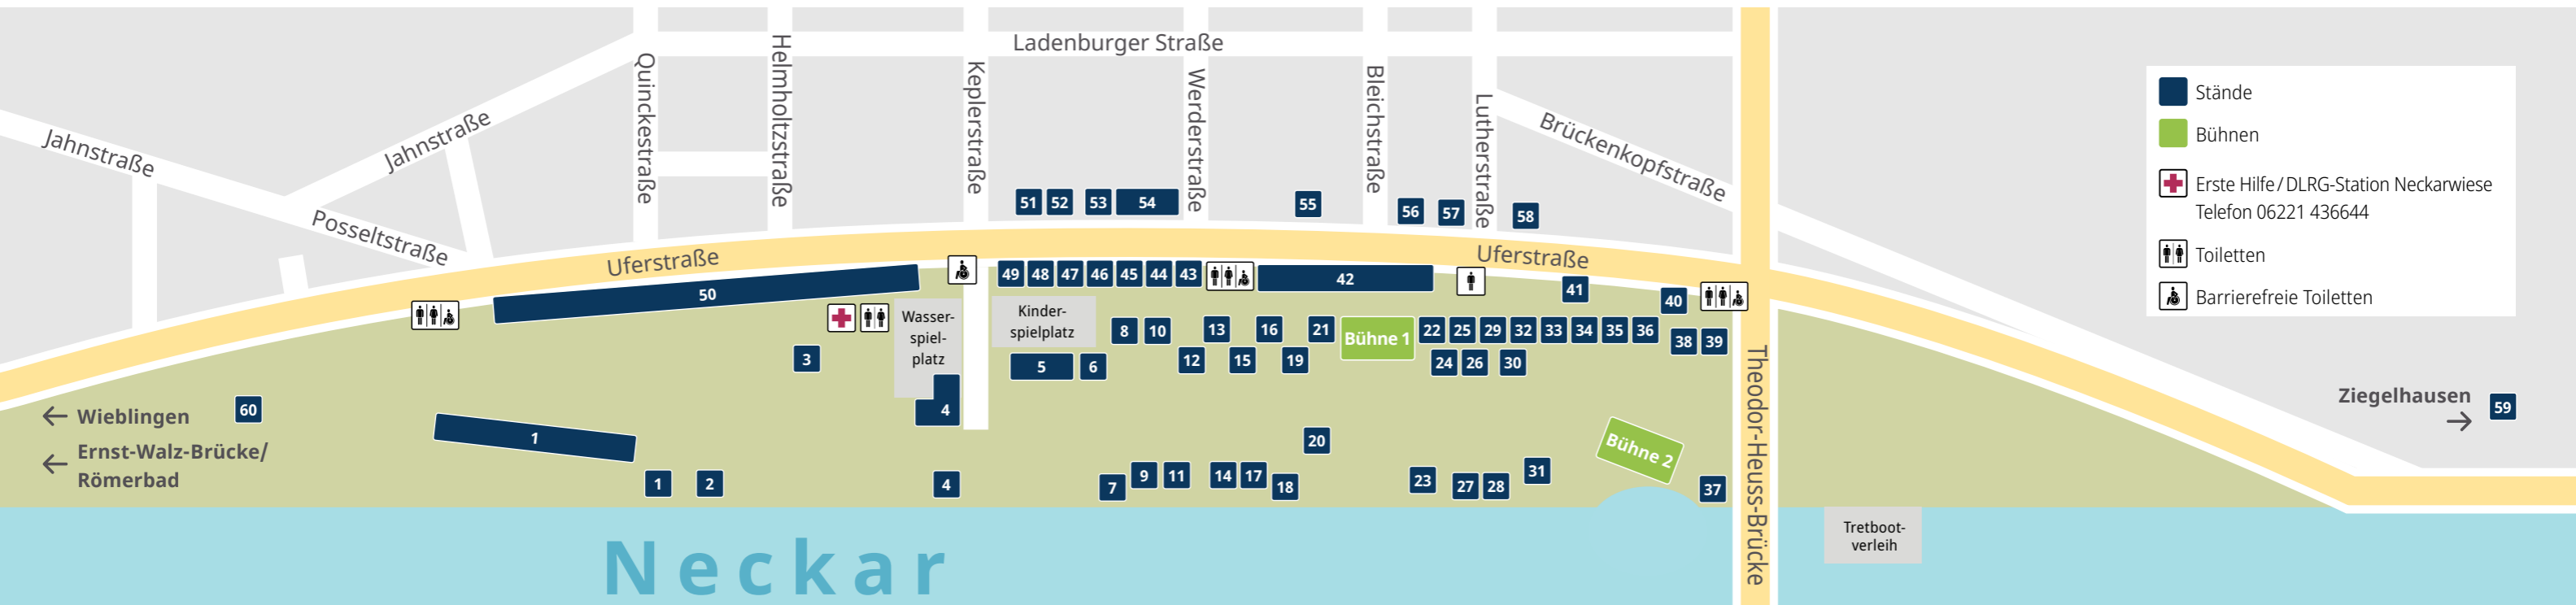 Ladenburger Straße
Jahnstraße
Jahnstraße
Posseltstraße
Quinckestraße
Helmholtzstraße
Keplerstraße
Werderstraße
Bleichstraße
Lutherstraße
Brückenkopfstraße
Stände
Bühnen
Erste Hilfe / DLRG-Station Neckarwiese
Telefon 06221 436644
Toiletten
Barrierefreie Toiletten
51 52 53 54 55 56 57 58
Uferstraße
Uferstraße
50
49 48 47 46 45 44 43
42
41
40
Wasser-
spiel-
platz
Kinder-
spielplatz
3
8 10
13
16
21
Bühne 1
22 25 29 32 33 34 35 36
38 39
5
6
12
15
19
24 26 30
4
60
← Wieblingen
← Ernst-Walz-Brücke/
Römerbad
1
20
Bühne 2
1
2
4
7
9
11
14 17
18
23
27 28
31
37
Theodor-Heuss-Brücke
Ziegelhausen
→
59
Tretboot-
verleih
Neckar